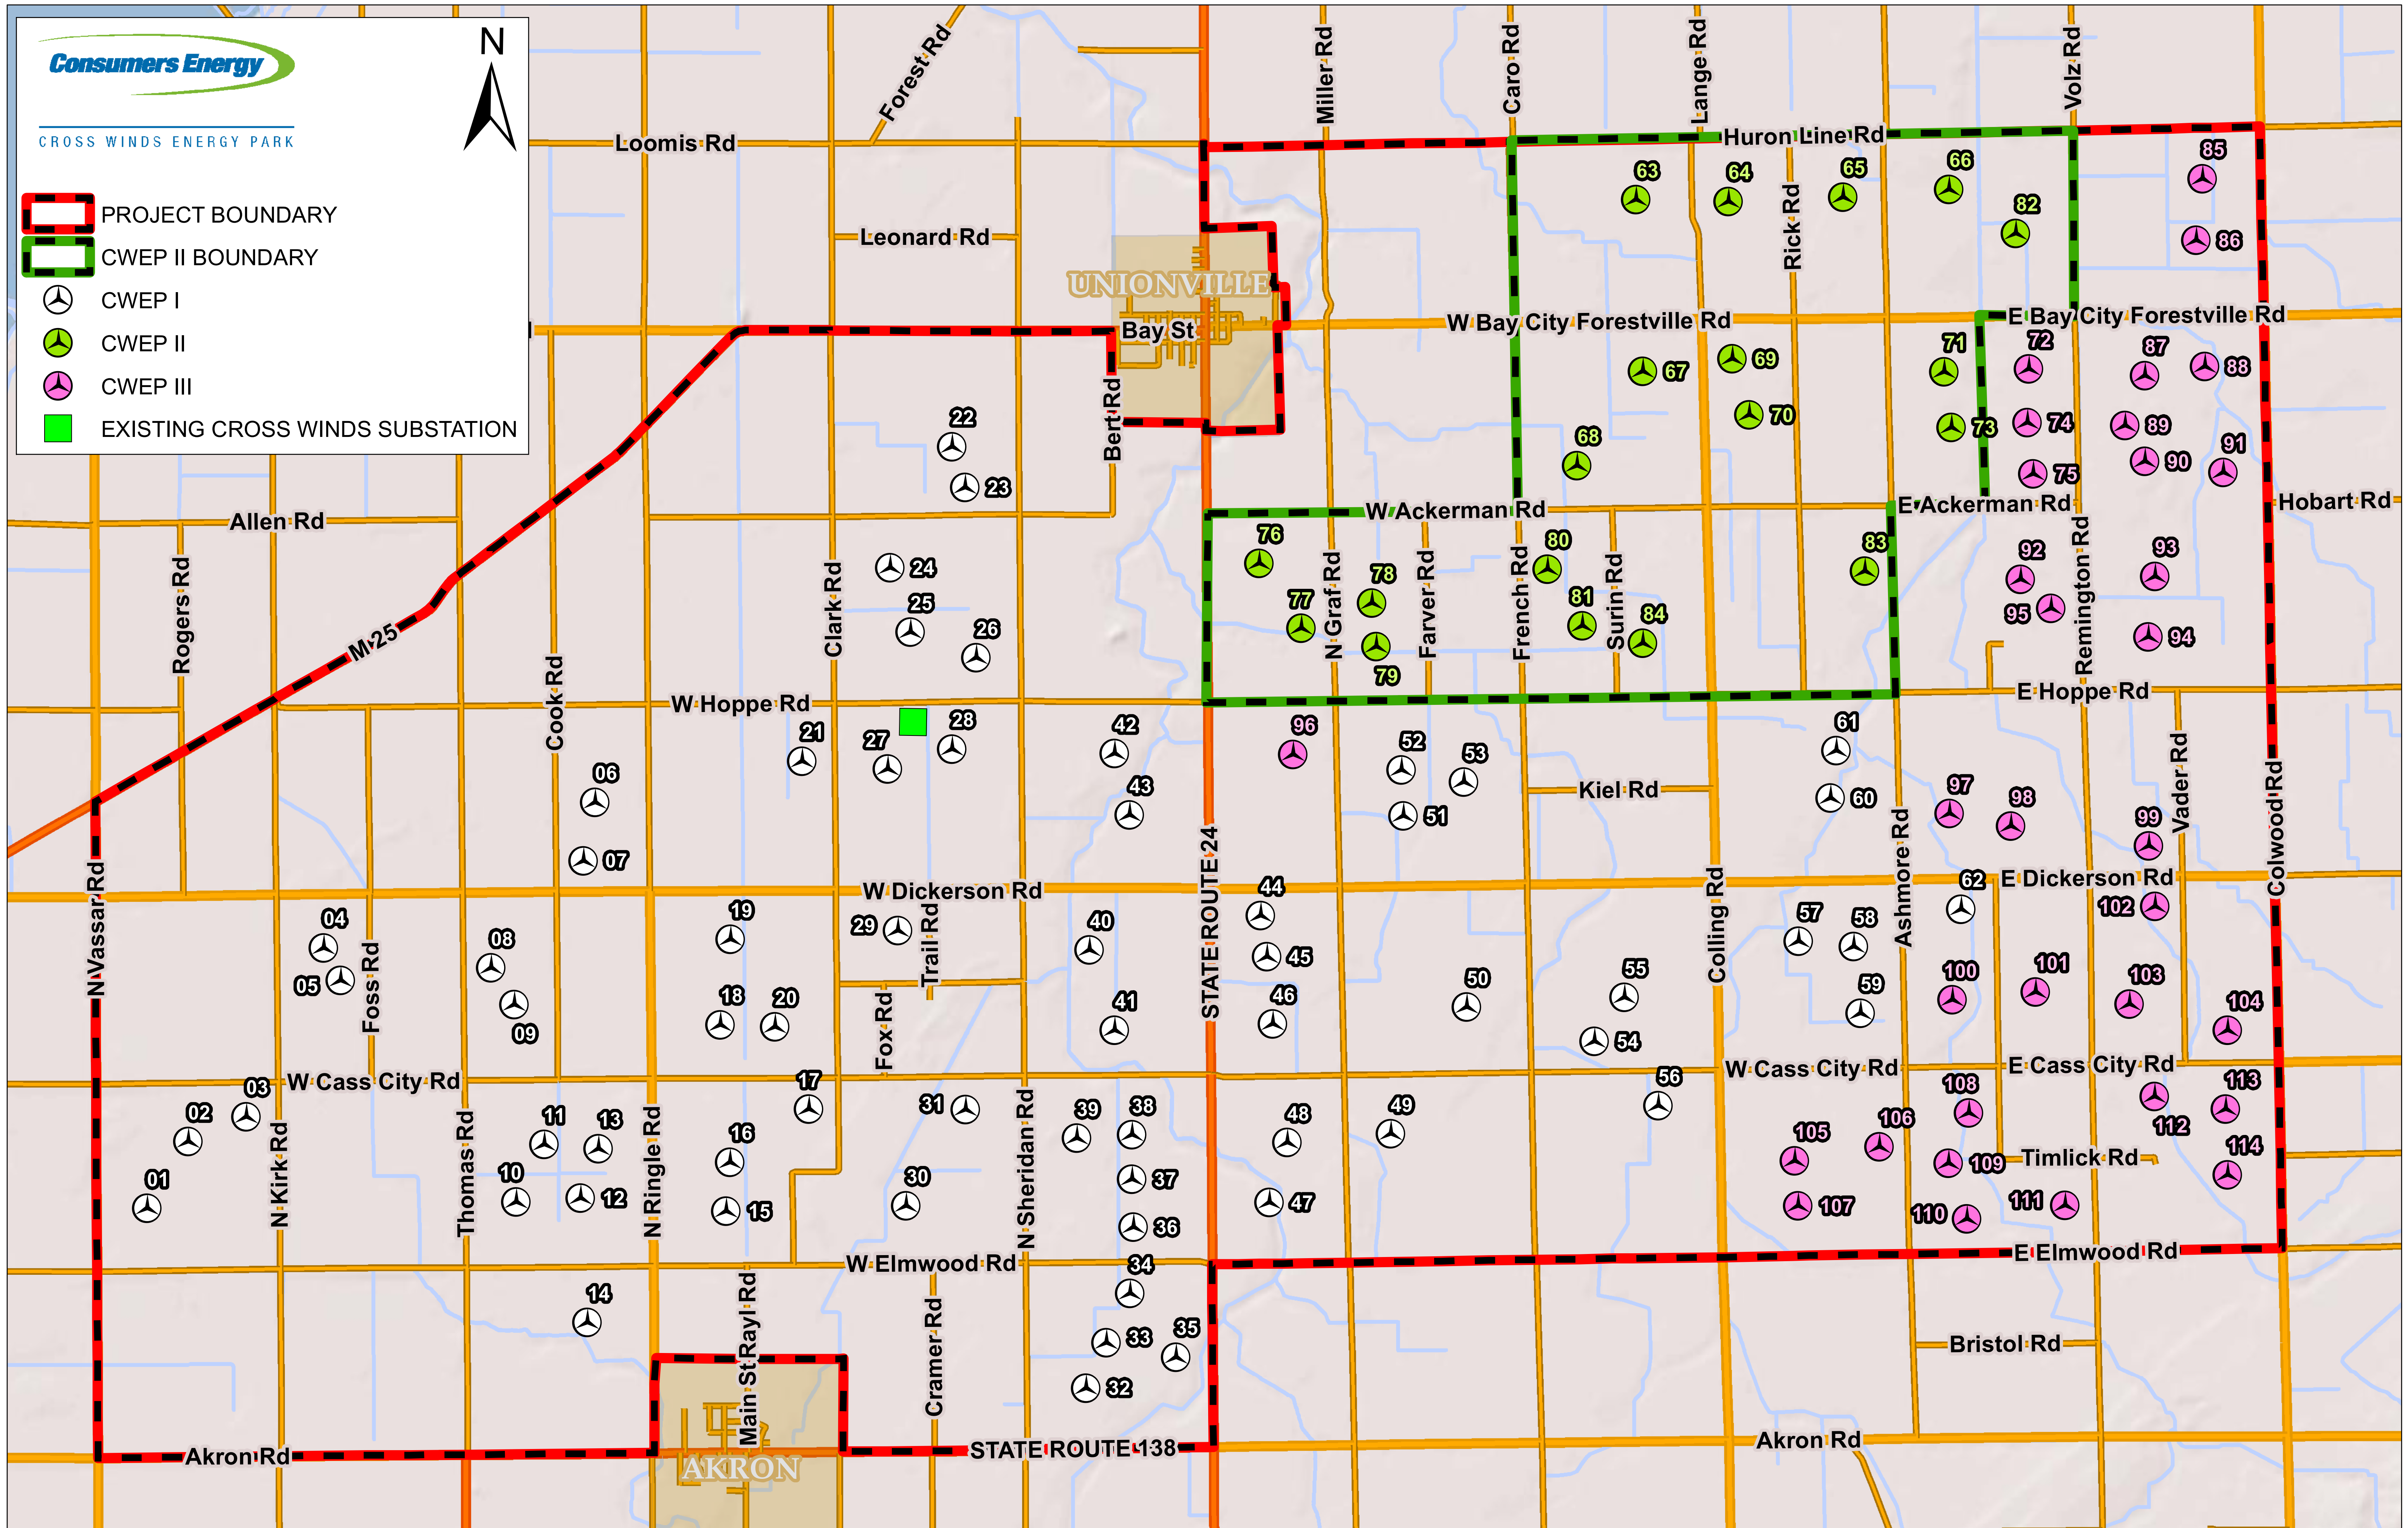 Consumers Energy
CROSS WINDS ENERGY PARK
N
PROJECT BOUNDARY
CWEP II BOUNDARY
CWEP I
CWEP II
CWEP III
EXISTING CROSS WINDS SUBSTATION
Forest Rd
Miller Rd
Caro Rd
Lange Rd
Volz Rd
Loomis Rd
Huron Line Rd
63
64
65
66
85
82
86
Rick Rd
Leonard Rd
UNIONVILLE
Bay St
W Bay City Forestville Rd
E Bay City Forestville Rd
67
69
71
72
87
88
70
73
74
89
22
Bert Rd
68
75
90
91
23
Allen Rd
W Ackerman Rd
E Ackerman Rd
Hobart Rd
76
80
83
92
93
24
78
Rogers Rd
Clark Rd
N Graf Rd
Farver Rd
French Rd
Surin Rd
Remington Rd
25
77
81
84
95
94
26
M-25
79
Cook Rd
W Hoppe Rd
E Hoppe Rd
21
27
28
42
96
52
53
61
06
43
51
Kiel Rd
60
97
98
99
Vader Rd
Colwood Rd
07
STATE ROUTE 24
Ashmore Rd
N Vassar Rd
W Dickerson Rd
E Dickerson Rd
62
44
102
04
08
19
29
Trail Rd
40
45
57
58
Colling Rd
05
Foss Rd
09
18
20
Fox Rd
41
46
50
55
54
59
100
101
103
104
W Cass City Rd
W Cass City Rd
E Cass City Rd
03
02
01
11
13
10
12
17
16
15
31
30
39
38
37
36
48
49
47
56
105
106
107
108
109
110
111
112
113
114
Timlick Rd
N Kirk Rd
Thomas Rd
N Ringle Rd
N Sheridan Rd
W Elmwood Rd
E Elmwood Rd
14
34
33
35
32
Main St
Rayl Rd
Cramer Rd
Bristol Rd
Akron Rd
AKRON
STATE ROUTE 138
Akron Rd